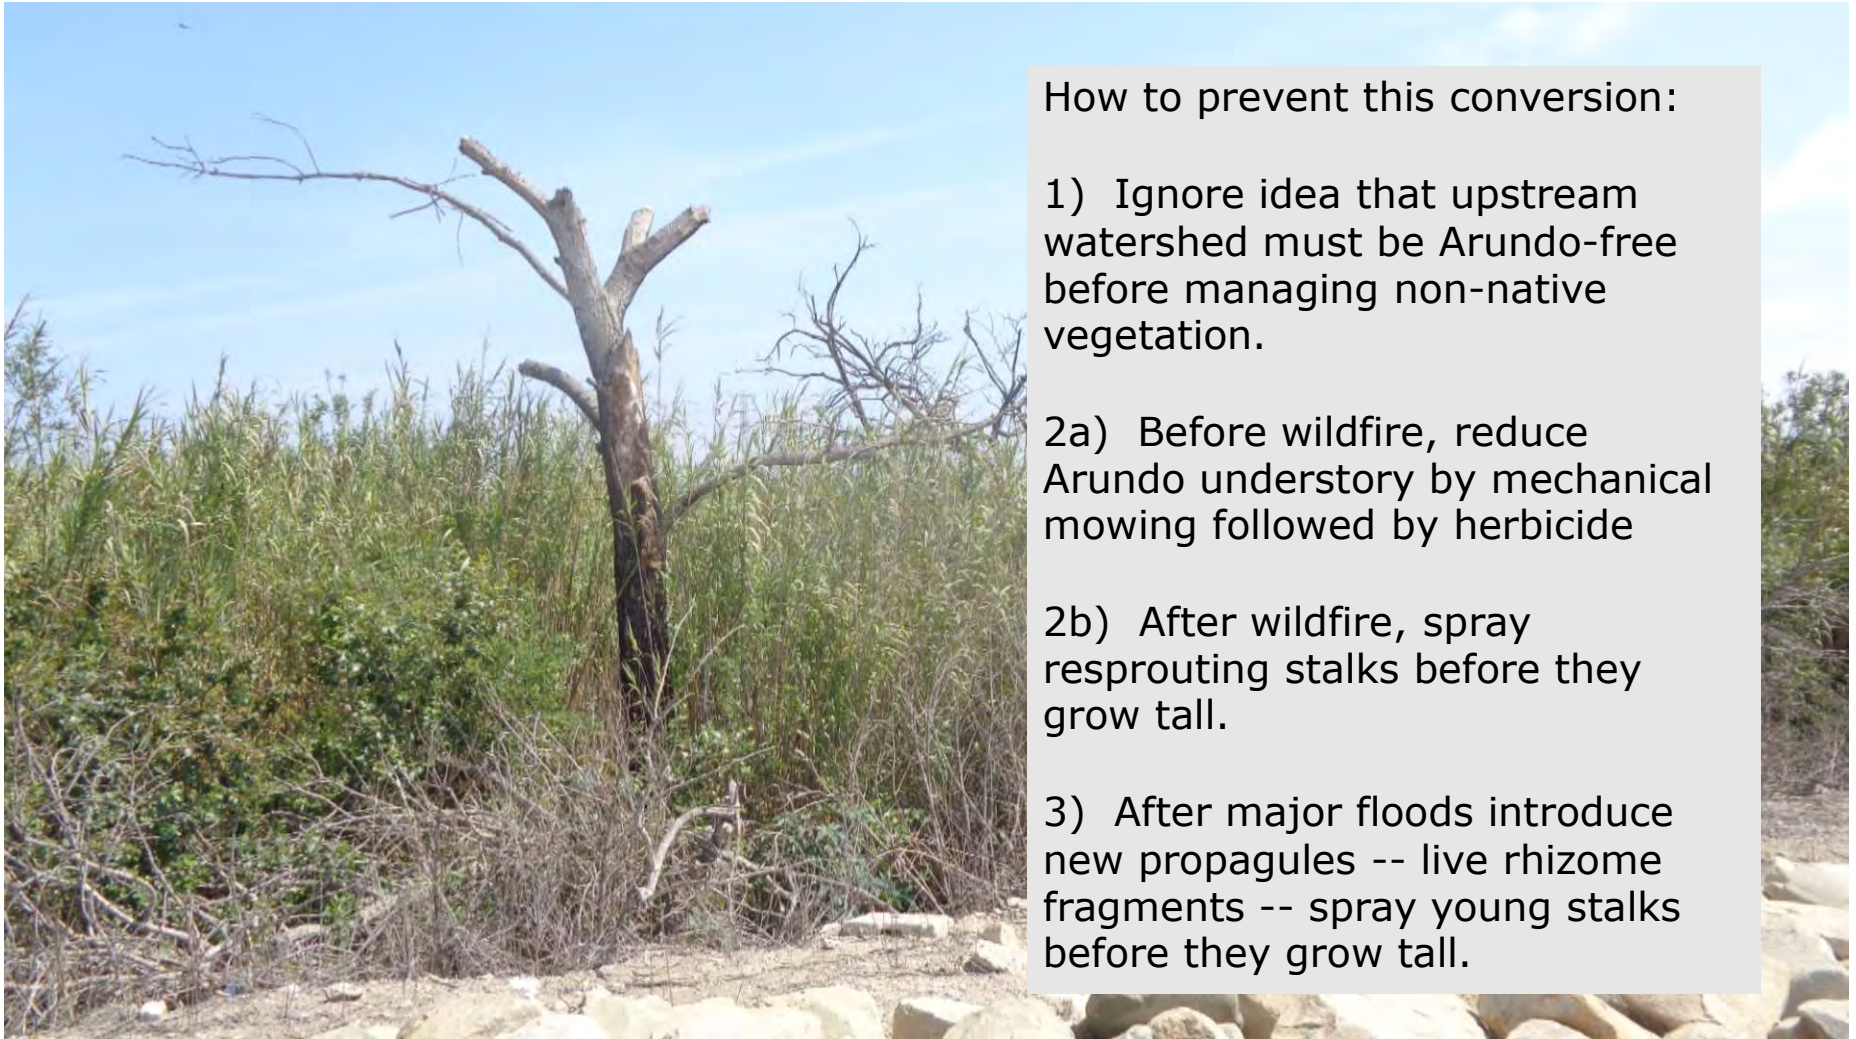 How to prevent this conversion:
1) Ignore idea that upstream
watershed must be Arundo-free
before managing non-native
vegetation.
2a) Before wildfire, reduce
Arundo understory by mechanical
mowing followed by herbicide
2b) After wildfire, spray
resprouting stalks before they
grow tall.
3) After major floods introduce
new propagules -- live rhizome
fragments -- spray young stalks
before they grow tall.